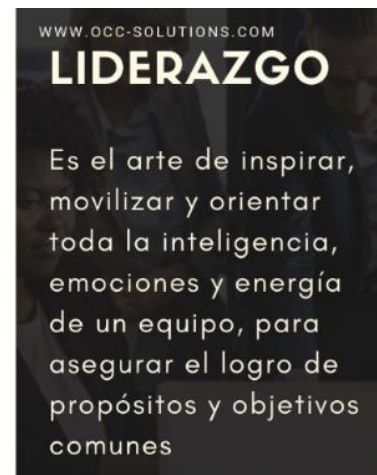 WWW.OCC-SOLUTIONS.COM
LIDERAZGO
Es el arte de inspirar,
movilizar y orientar
toda la inteligencia,
emociones y energía
de un equipo, para
asegurar el logro de
propósitos y objetivos
comunes